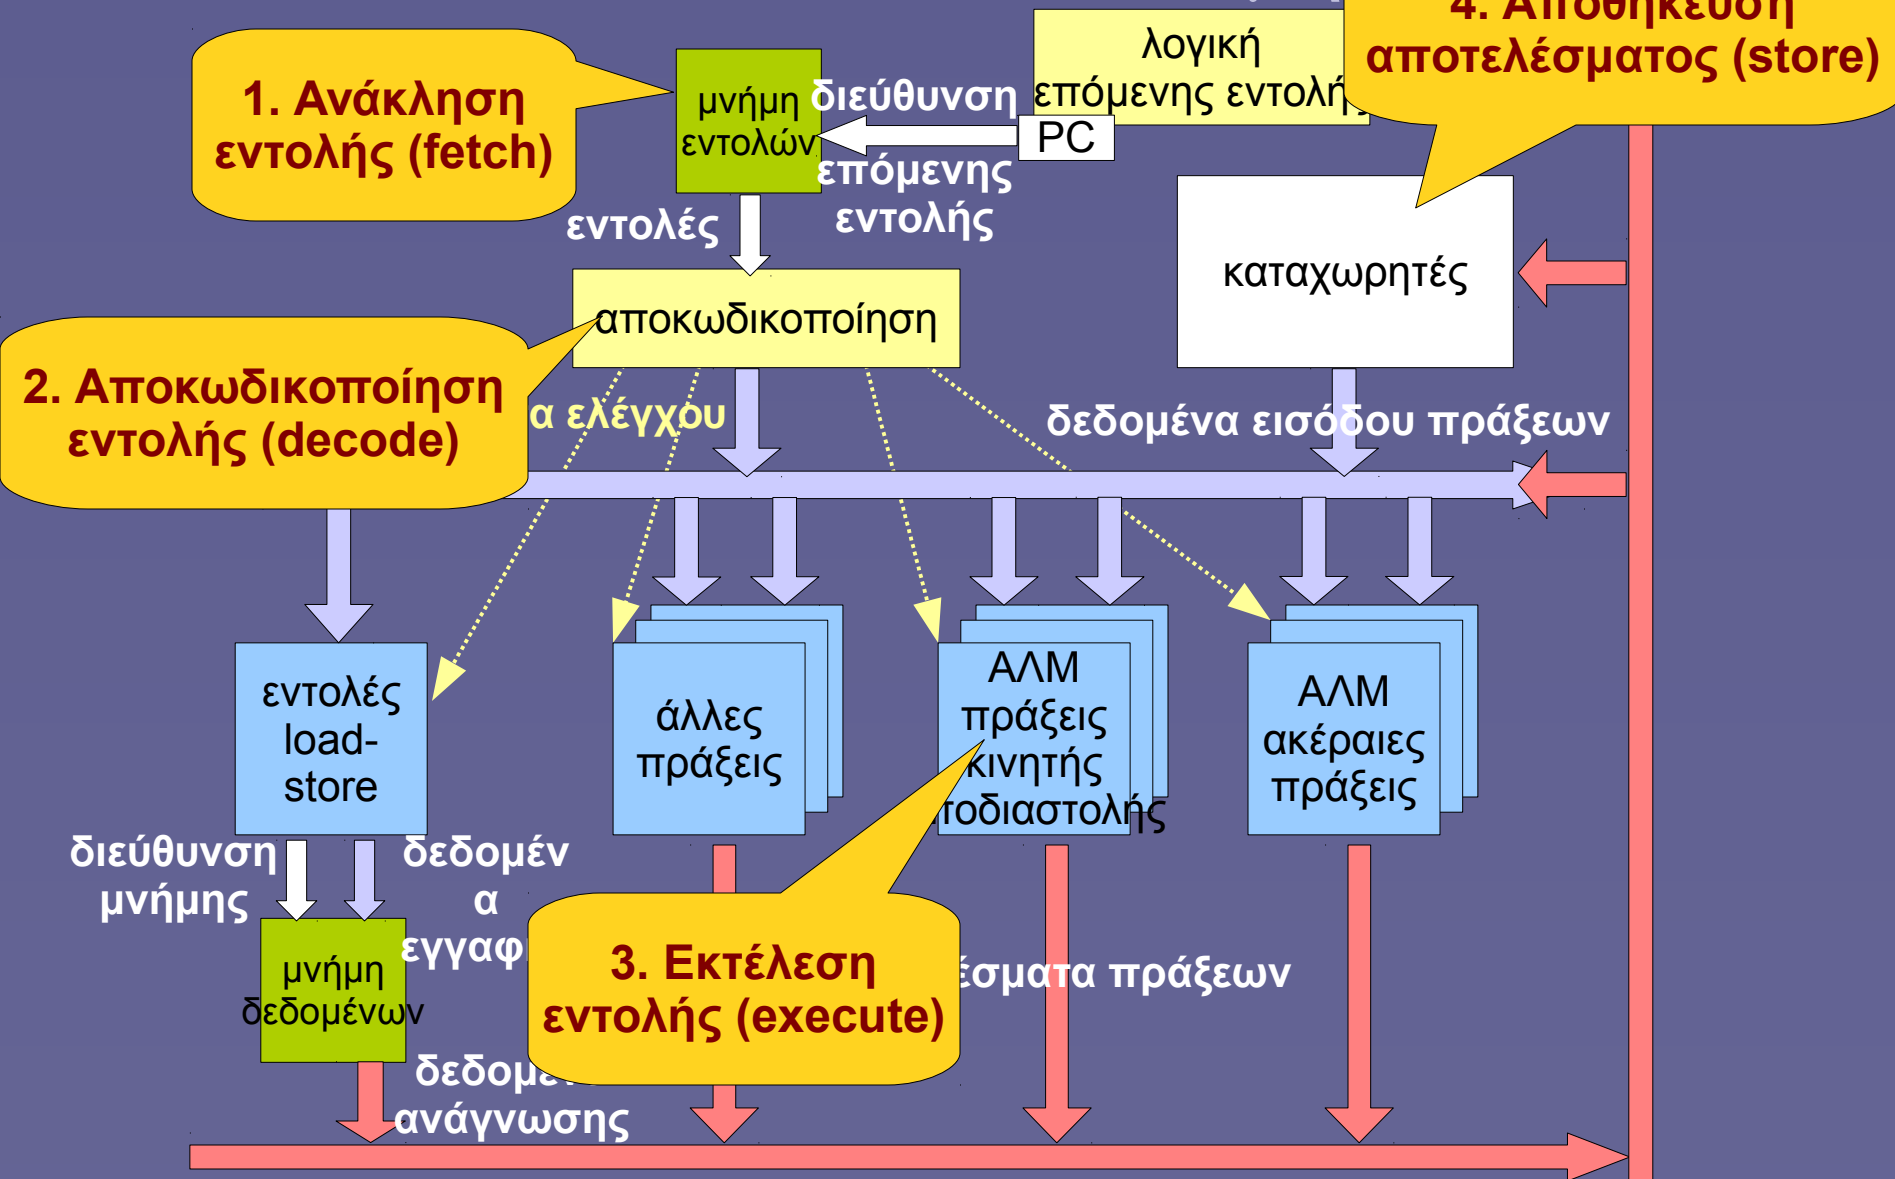 4. Αποθήκευση
αποτελέσματος (store)
λογική
επόμενης εντολής
1. Ανάκληση
εντολής (fetch)
μνήμη
εντολών
διεύθυνση
επόμενης
εντολής
PC
εντολές
καταχωρητές
αποκωδικοποίηση
2. Αποκωδικοποίηση
εντολής (decode)
α ελέγχου
δεδομένα εισόδου πράξεων
εντολές
load-
store
άλλες
πράξεις
ΑΛΜ
πράξεις
κινητής
ΑΛΜ
ακέραιες
πράξεις
διεύθυνση
μνήμης
δεδομέν
α
μνήμη
δεδομένων
3. Εκτέλεση
εντολής (execute)
πράξεων
ανάγνωσης